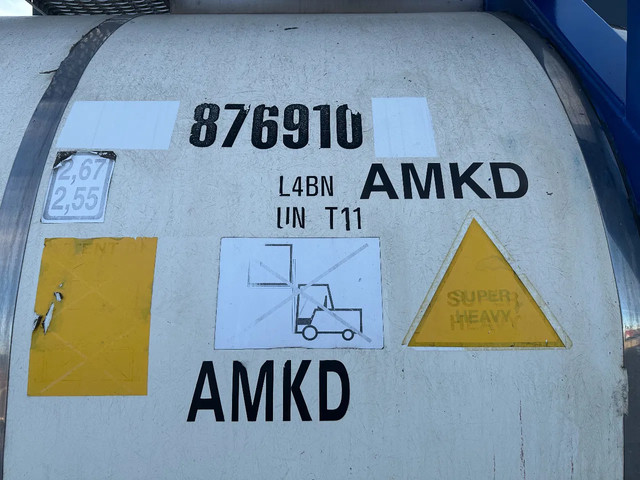 876910
2,67
2,55
L4BN
UN T11
AMKD
SUPER
HEAVY
AMKD